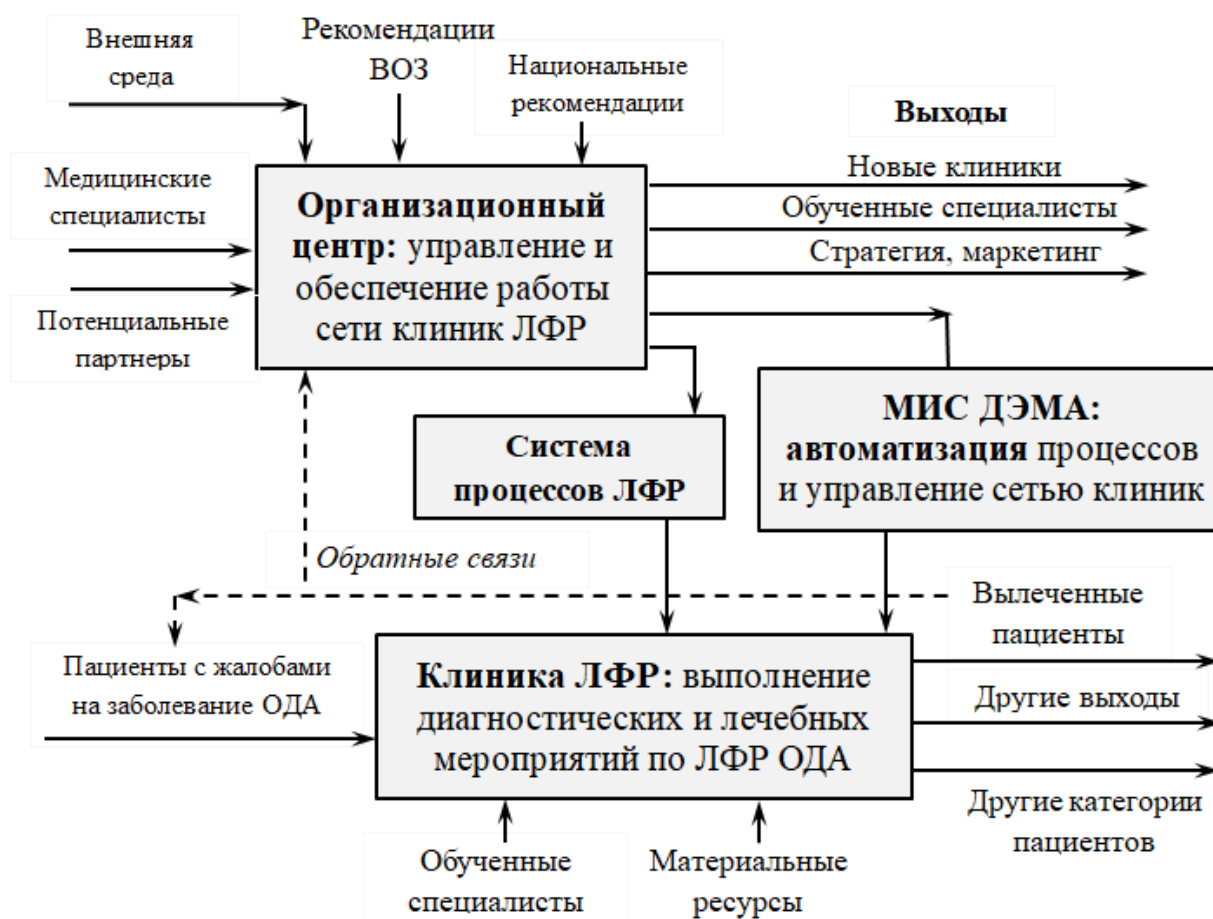 Внешняя
среда
Рекомендации
ВОЗ
Национальные
рекомендации
Выходы
Медицинские
специалисты
Потенциальные
партнеры
Организационный
центр: управление и
обеспечение работы
сети клиник ЛФР
Новые клиники
Обученные специалисты
Стратегия, маркетинг
Система
процессов ЛФР
МИС ДЭМА:
автоматизация процессов
и управление сетью клиник
Обратные связи
Пациенты с жалобами
на заболевание ОДА
Клиника ЛФР: выполнение
диагностических и лечебных
мероприятий по ЛФР ОДА
Вылеченные
пациенты
Другие выходы
Другие категории
пациентов
Обученные
специалисты
Материальные
ресурсы